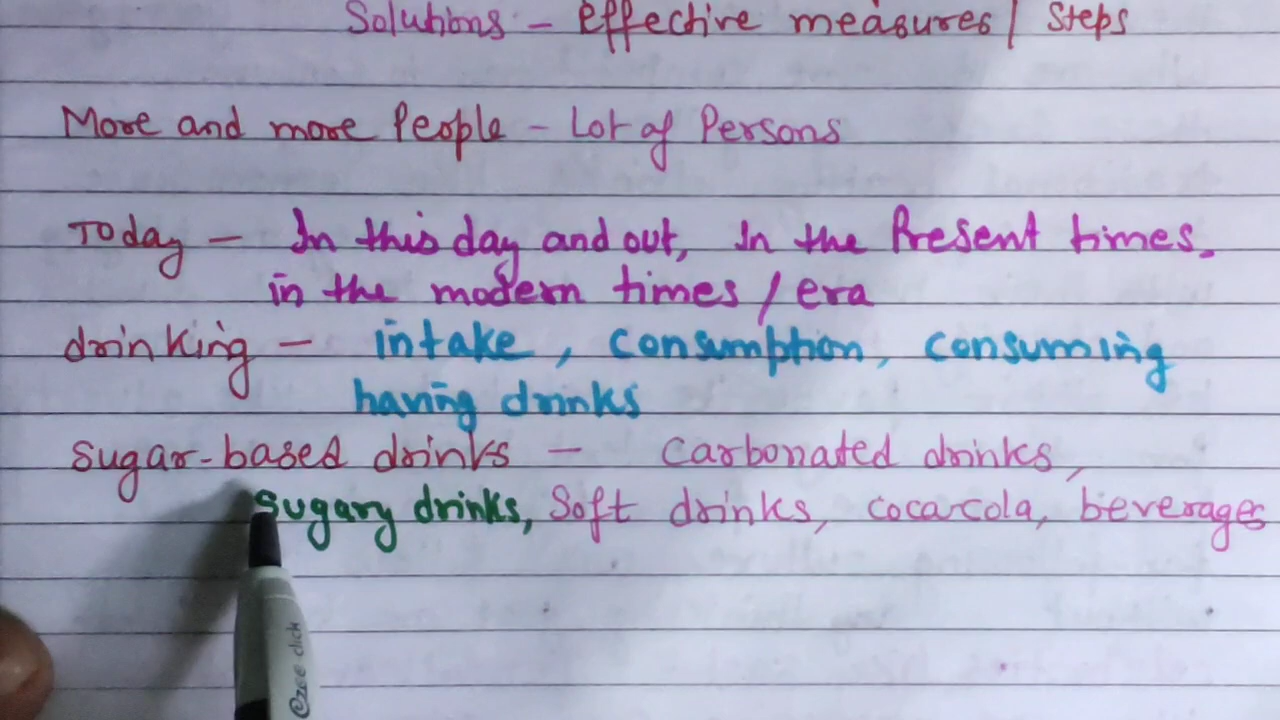 Solutions - effective measures / Steps
More and more People - Lot of Persons
Today - In this day and out, In the Present times.
in the modern times / era
drinking - intake, consumption, consuming
having drinks
Sugar-based drinks - Carbonated drinks,
Sugary drinks, Soft drinks, cocacola, beverages
@zee click